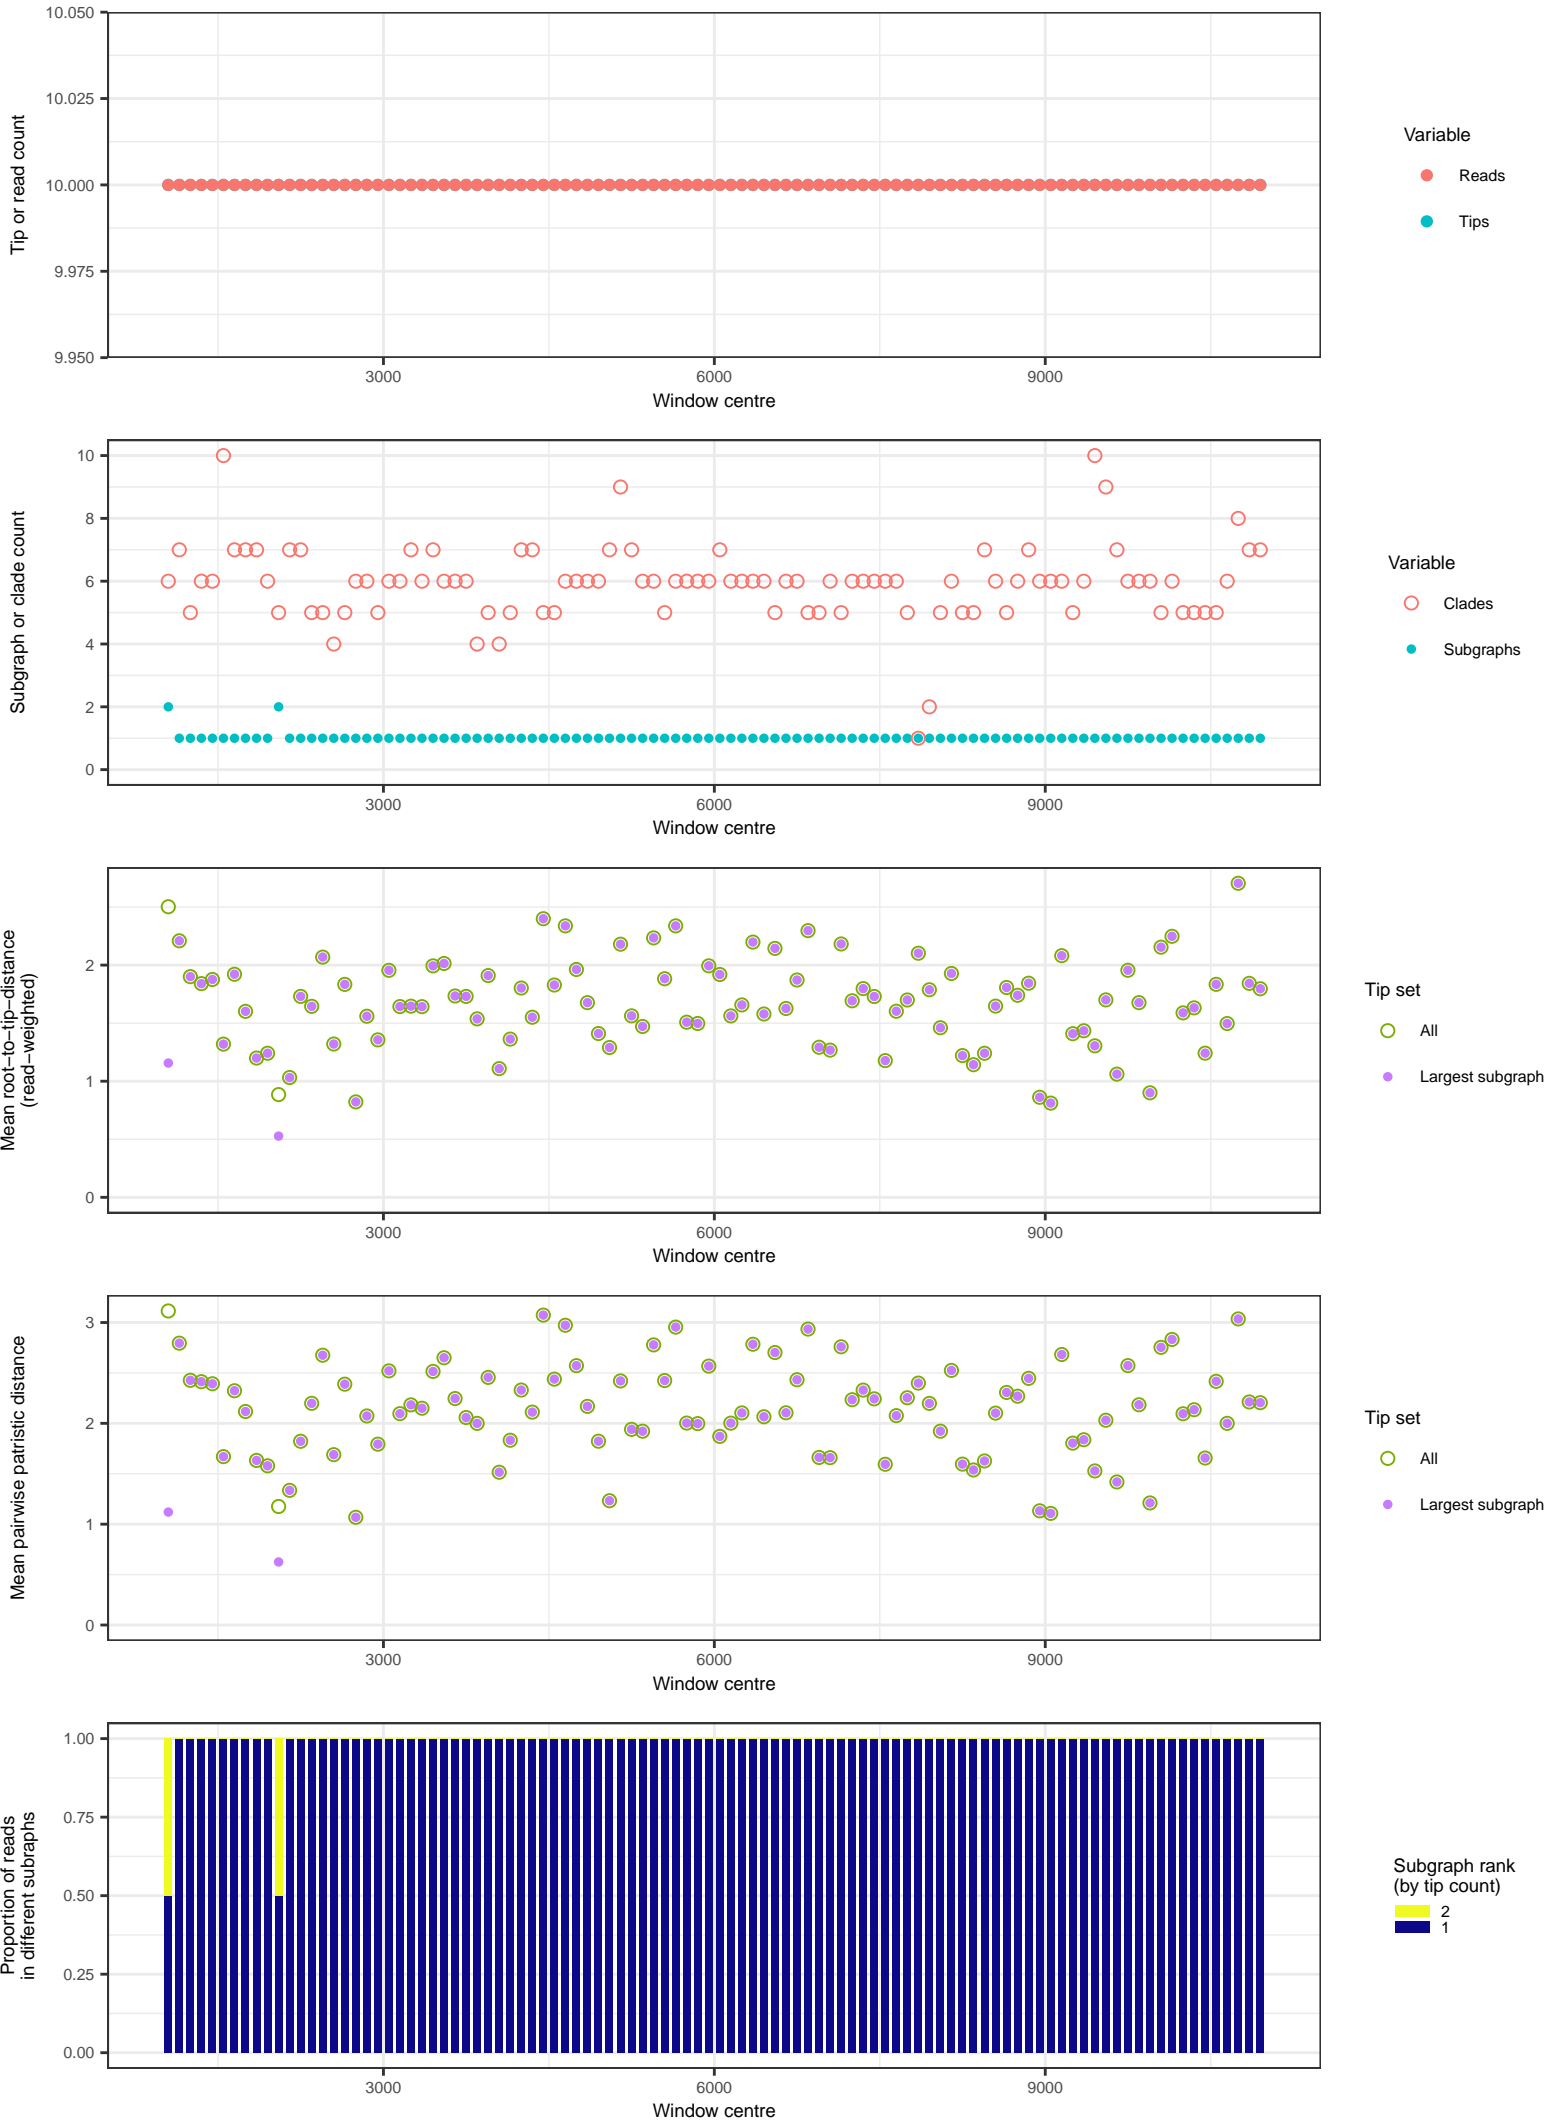 10.050
10.025
10.000
9.975
9.950
Tip or read count
3000 6000 9000
Window centre
Variable
Reads
Tips
10
8
6
4
2
0
Subgraph or clade count
3000 6000 9000
Window centre
Variable
Clades
Subgraphs
2
1
0
Mean root−to−tip−distance
(read−weighted)
3000 6000 9000
Window centre
Tip set
All
Largest subgraph
3
2
1
0
Mean pairwise patristic distance
3000 6000 9000
Window centre
Tip set
All
Largest subgraph
1.00
0.75
0.50
0.25
0.00
Proportion of reads
in different subraphs
3000 6000 9000
Window centre
Subgraph rank
(by tip count)
2
1